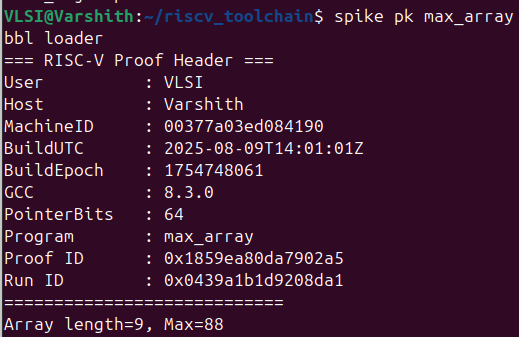 VLSI@Varshith:~/riscv_toolchain$ spike pk max_array
bbl loader
=== RISC-V Proof Header ===
User          : VLSI
Host          : Varshith
MachineID     : 00377a03ed084190
BuildUTC      : 2025-08-09T14:01:01Z
BuildEpoch    : 1754748061
GCC           : 8.3.0
PointerBits   : 64
Program       : max_array
Proof ID      : 0x1859ea80da7902a5
Run ID        : 0x0439a1b1d9208da1
============================
Array length=9, Max=88